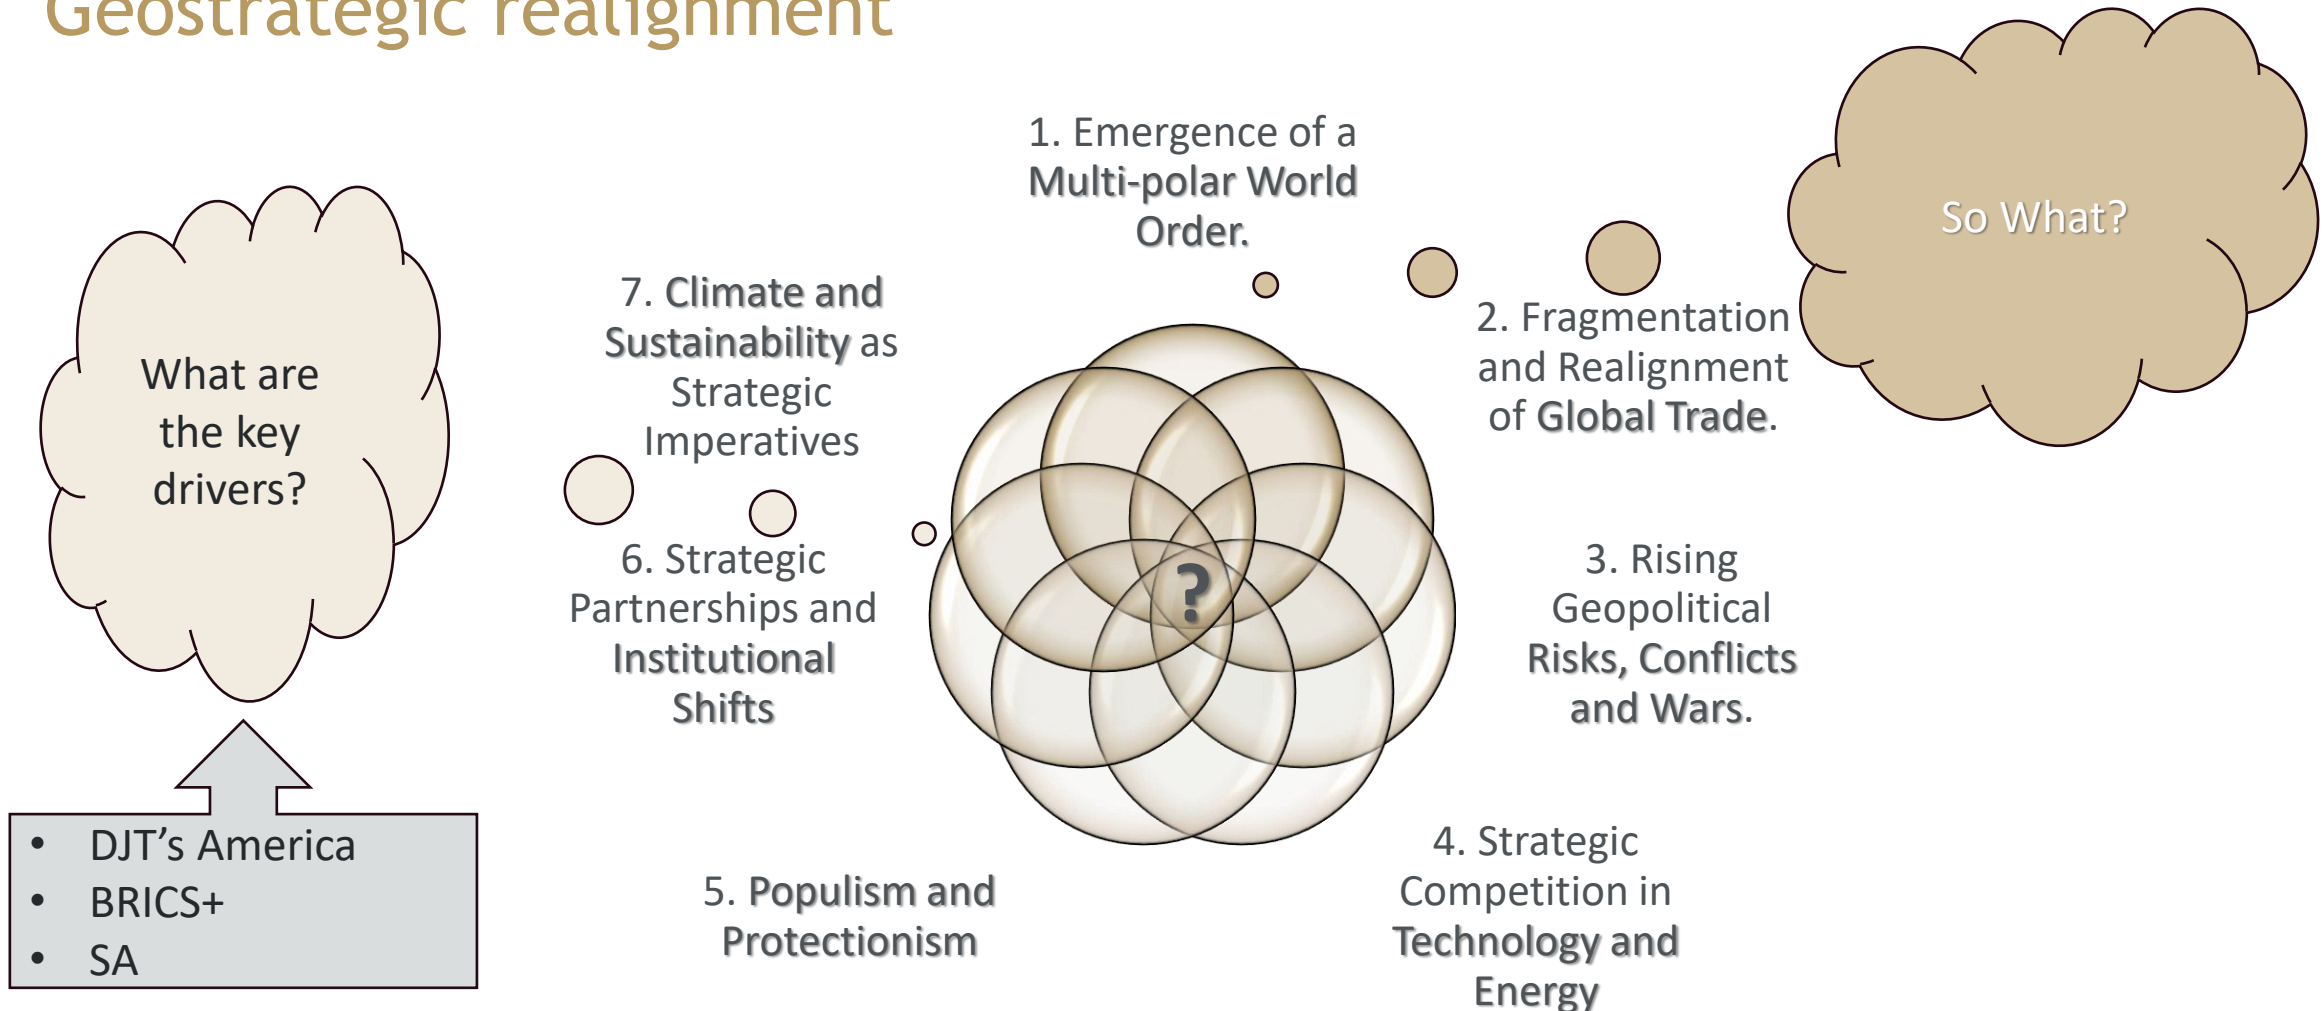 Geostrategic realignment
1. Emergence of a
Multi-polar World
Order.
So What?
2. Fragmentation
and Realignment
of Global Trade.
3. Rising
Geopolitical
Risks, Conflicts
and Wars.
4. Strategic
Competition in
Technology and
Energy
5. Populism and
Protectionism
6. Strategic
Partnerships and
Institutional
Shifts
7. Climate and
Sustainability as
Strategic
Imperatives
?
What are
the key
drivers?
• DJT’s America
• BRICS+
• SA